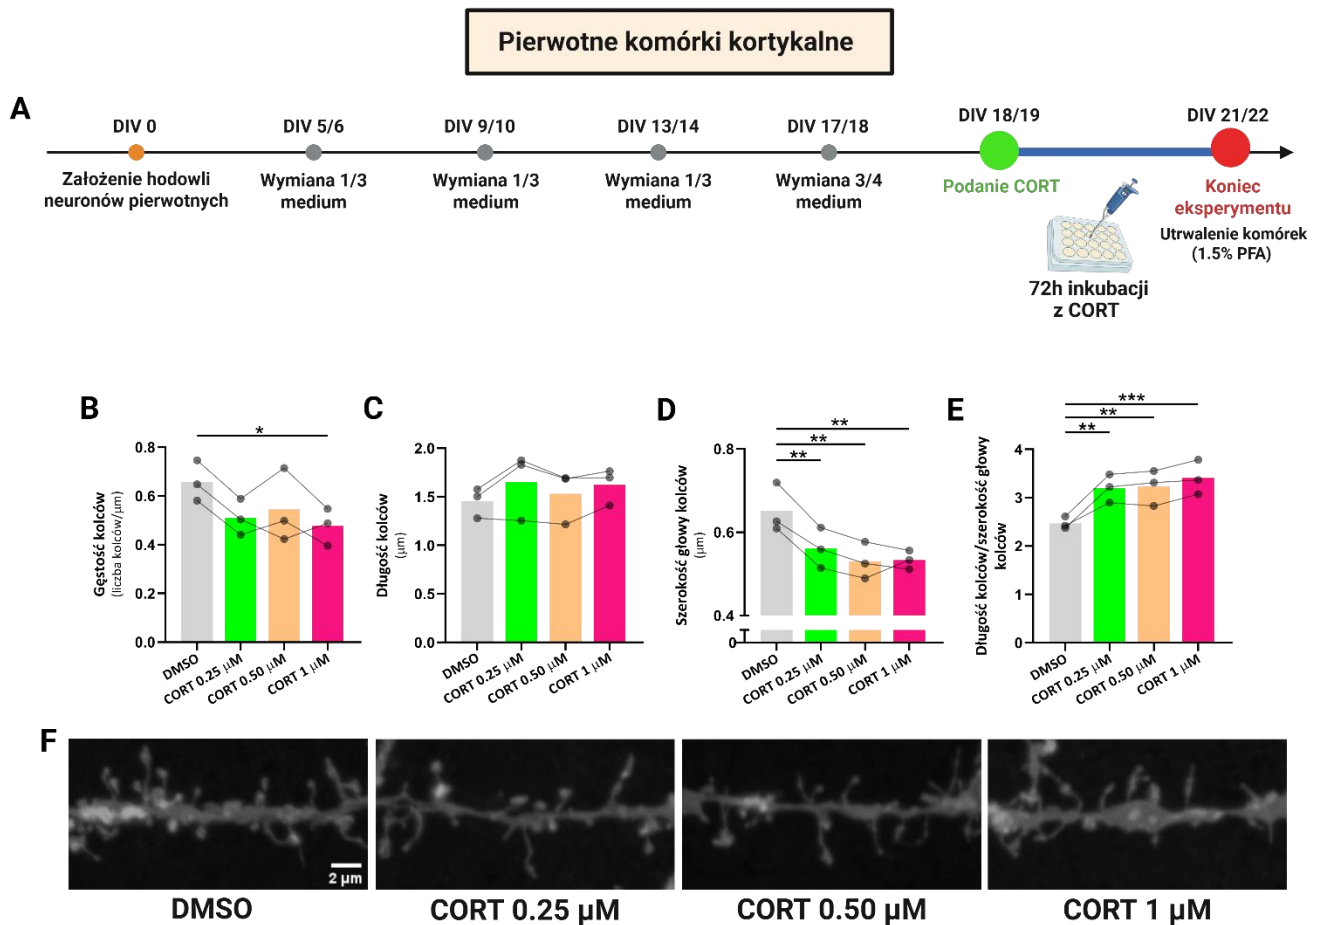 Pierwotne komórki kortykalne
A
DIV 0
DIV 5/6
DIV 9/10
DIV 13/14
DIV 17/18
DIV 18/19
DIV 21/22
Założenie hodowli
neuronów pierwotnych
Wymiana 1/3
medium
Wymiana 1/3
medium
Wymiana 1/3
medium
Wymiana 3/4
medium
Podanie CORT
72h inkubacji
z CORT
Koniec
eksperymentu
Utrwalenie komórek
(1.5% PFA)
B
Gęstość kolców
(liczba kolców/μm)
0.8
0.6
0.4
0.2
0.0
*
DMSO
CORT 0.25 μM
CORT 0.50 μM
CORT 1 μM
C
Długość kolców
(μm)
2.0
1.5
1.0
0.5
0.0
DMSO
CORT 0.25 μM
CORT 0.50 μM
CORT 1 μM
D
Szerokość głowy kolców
(μm)
0.8
0.6
0.4
0
**
**
**
DMSO
CORT 0.25 μM
CORT 0.50 μM
CORT 1 μM
E
Długość kolców/szerokość głowy
kolców
4
3
2
1
0
***
**
**
DMSO
CORT 0.25 μM
CORT 0.50 μM
CORT 1 μM
F
2 μm
DMSO
CORT 0.25 μM
CORT 0.50 μM
CORT 1 μM